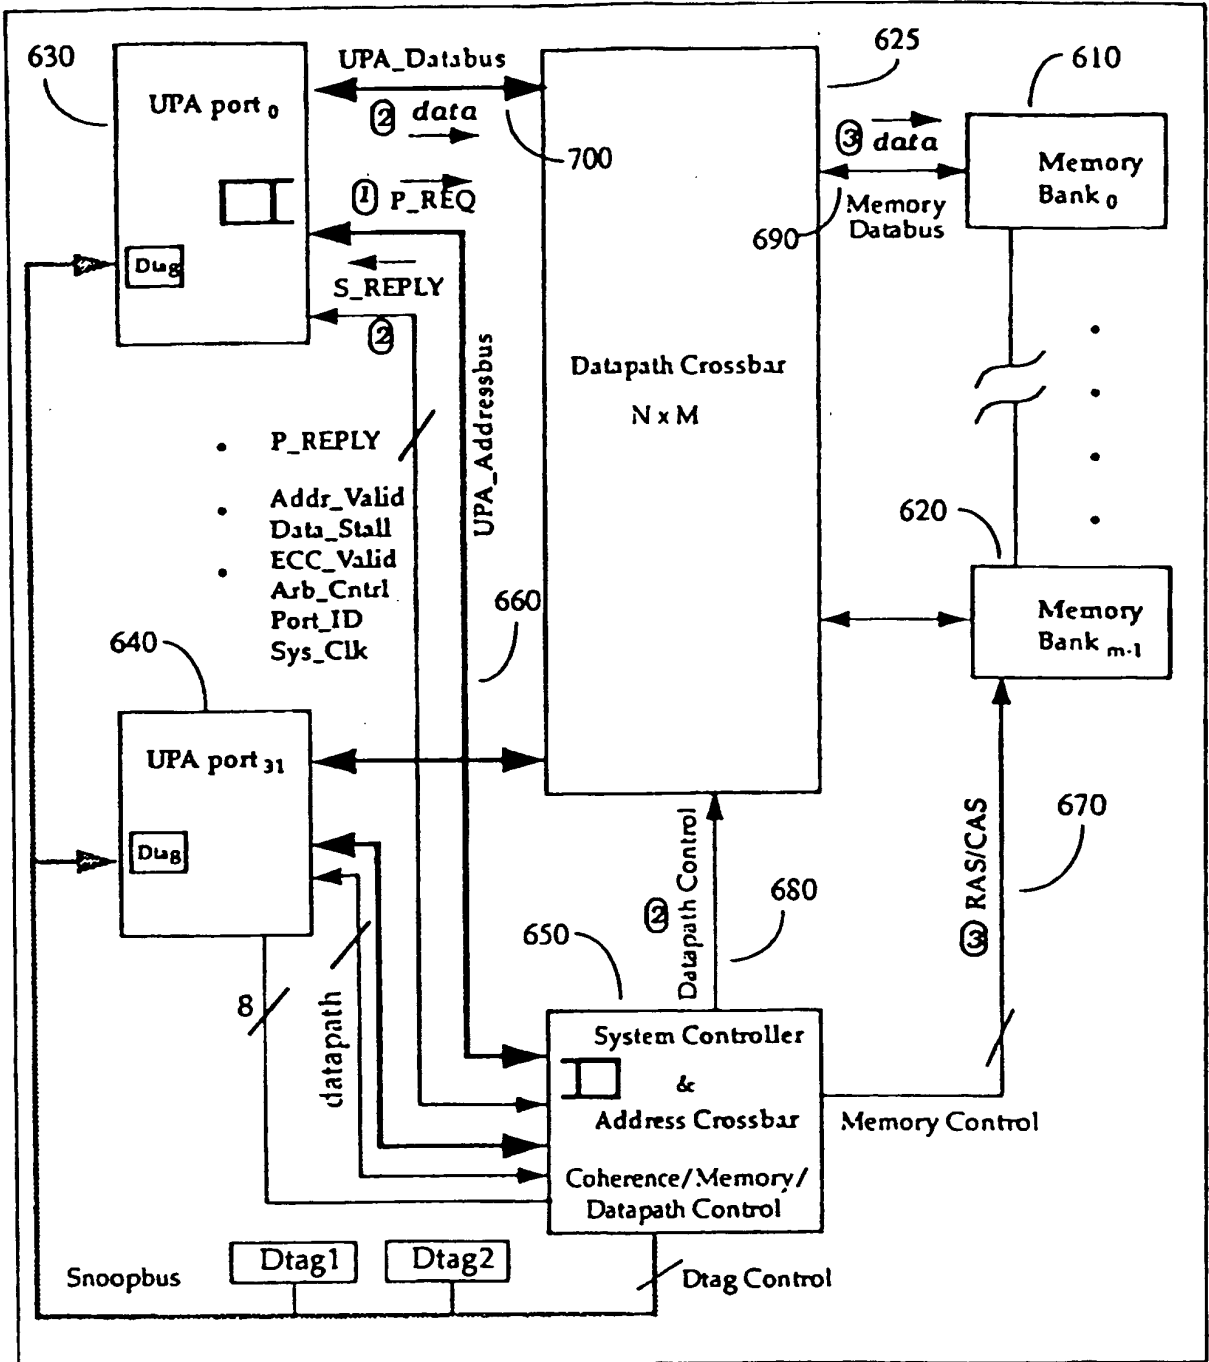 630
UPA port 0
Dtag
UPA_Databus
② data
700
① P_REQ
S_REPLY
②
UPA_Addressbus
625
Datapath Crossbar
N x M
③ data
690
Memory
Databus
610
Memory
Bank 0
620
Memory
Bank m-1
P_REPLY
Addr_Valid
Data_Stall
ECC_Valid
Arb_Cntrl
Port_ID
Sys_Clk
660
640
UPA port 31
Dtag
8
datapath
② Datapath Control
680
③ RAS/CAS
670
650
System Controller
&
Address Crossbar
Coherence/Memory/
Datapath Control
Memory Control
Snoopbus
Dtag1
Dtag2
Dtag Control